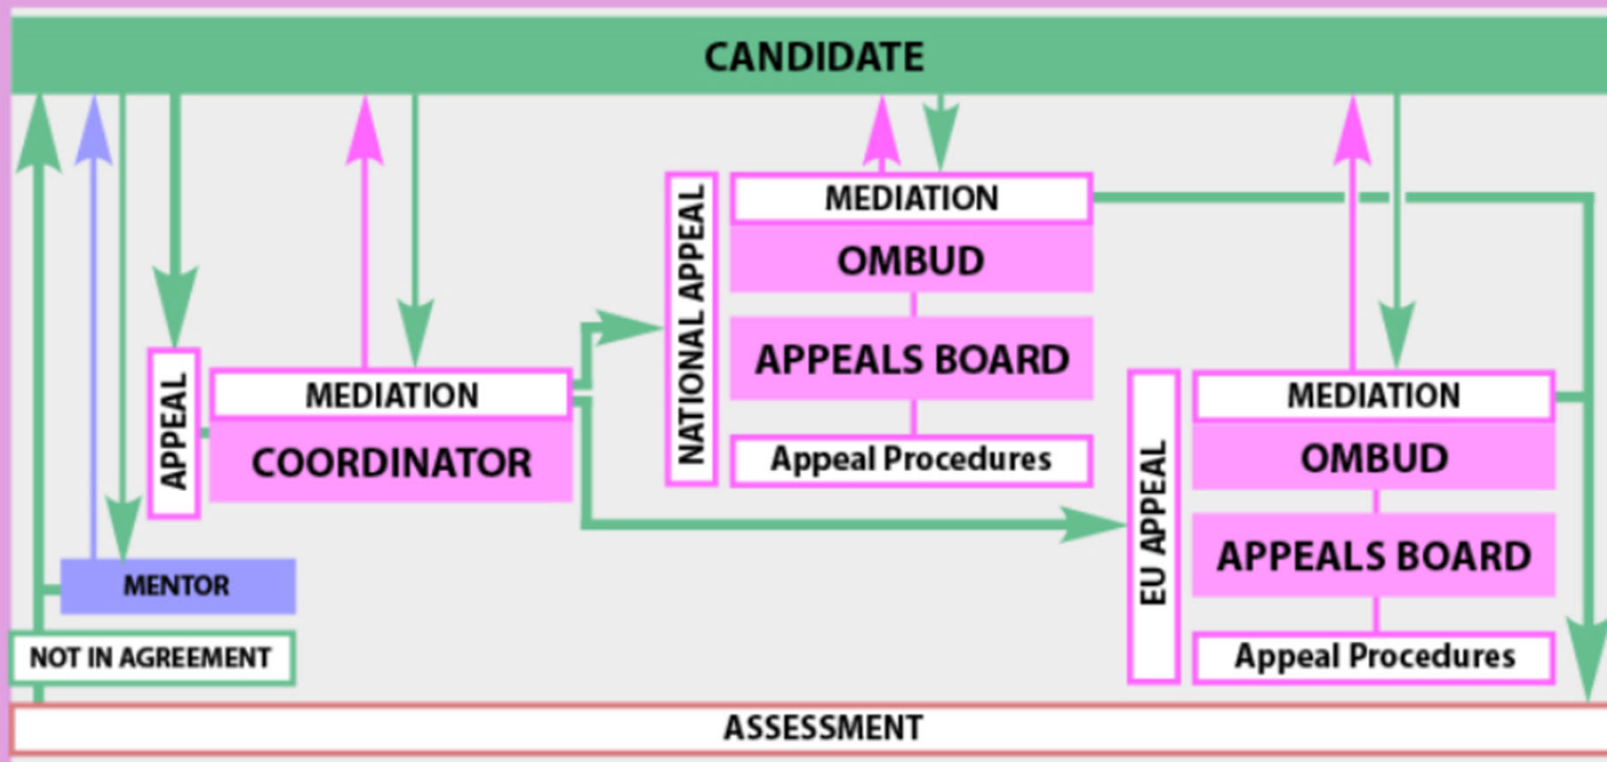 CANDIDATE
APPEAL
MEDIATION
COORDINATOR
MENTOR
NOT IN AGREEMENT
NATIONAL APPEAL
MEDIATION
OMBUD
APPEALS BOARD
Appeal Procedures
EU APPEAL
MEDIATION
OMBUD
APPEALS BOARD
Appeal Procedures
ASSESSMENT